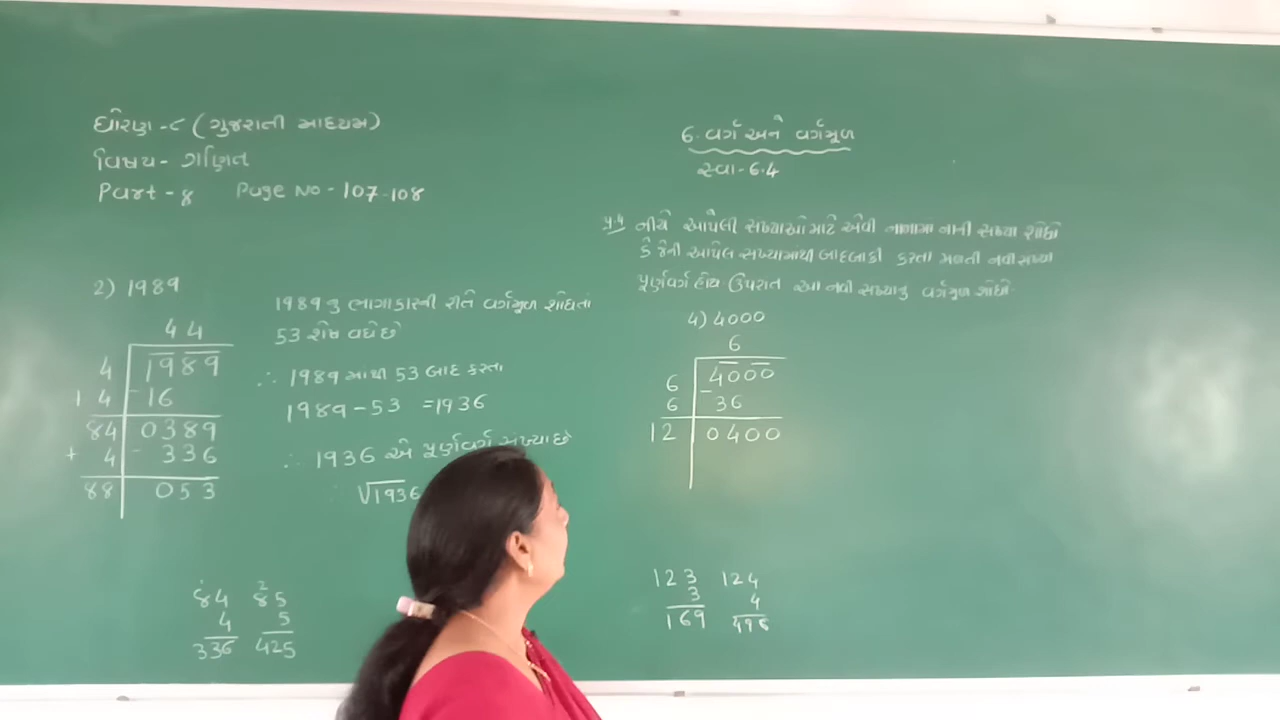 ધોરણ -૮ (ગુજરાતી માધ્યમ)
વિષય - ગણિત
Part - 8 Page No - 107-108
2) 1989
44
4 1989
+ 4 - 16
84 0389
+ 4 - 336
88 053
84 85
4 5
336 425
1989નુ ભાગાકારની રીતે વર્ગમૂળ શોધતા
53 શેષ વધે છે
∴ 1989 માથી 53 બાદ કરતા
1989 - 53 = 1936
∴ 1936 એ પૂર્ણવર્ગ સંખ્યા છે
√1936
6. વર્ગ અને વર્ગમૂળ
સ્વા - 6.4
પ્ર.4 નીચે આપેલી સંખ્યાઓ માટે એવી નાનામાં નાની સંખ્યા શોધો
કે જેની આપેલ સંખ્યામાંથી બાદબાકી કરતા મળતી નવી સંખ્યા
પૂર્ણવર્ગ હોય ઉપરાત આ નવી સંખ્યાનુ વર્ગમૂળ શોધો.
4) 4000
6
6 4000
6 - 36
12 0400
123 124
3 4
169 496